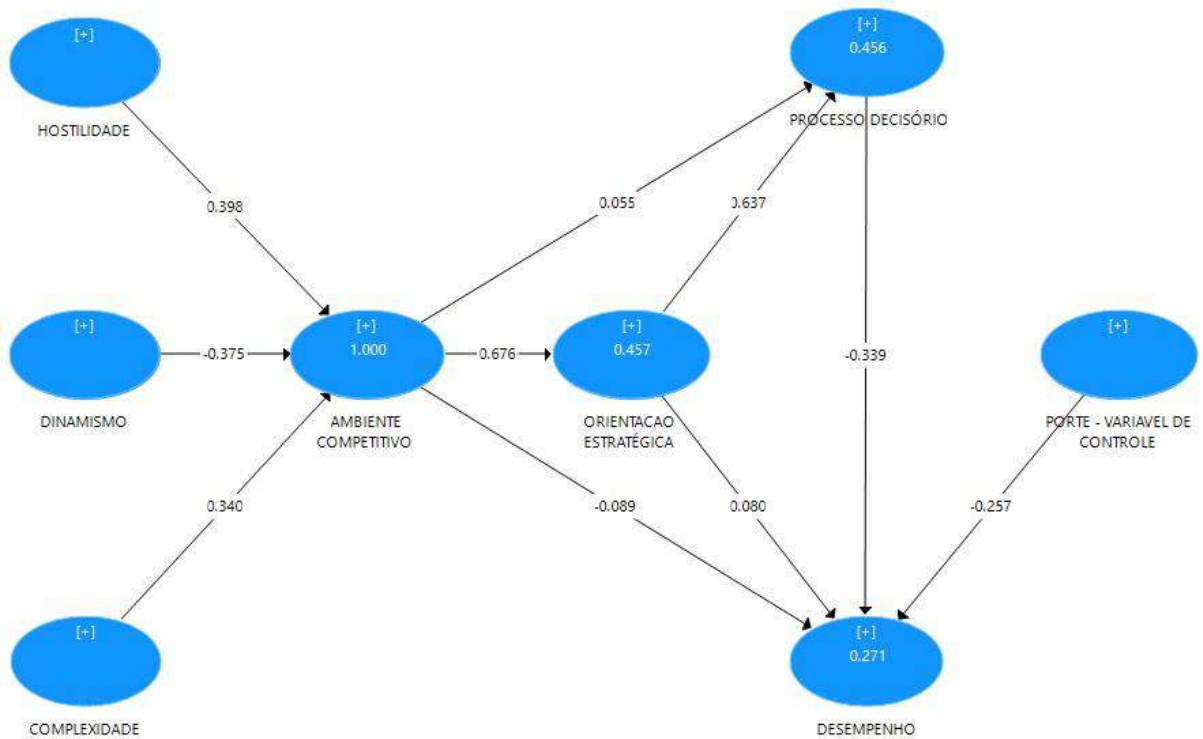 [+]
HOSTILIDADE
[+]
0.456
PROCESSO DECISÓRIO
0.398
0.055
0.637
[+]
DINAMISMO
-0.375
[+]
1.000
AMBIENTE
COMPETITIVO
0.676
[+]
0.457
ORIENTACAO
ESTRATÉGICA
-0.339
[+]
PORTE - VARIAVEL DE
CONTROLE
0.340
-0.089
0.080
-0.257
[+]
COMPLEXIDADE
[+]
0.271
DESEMPENHO